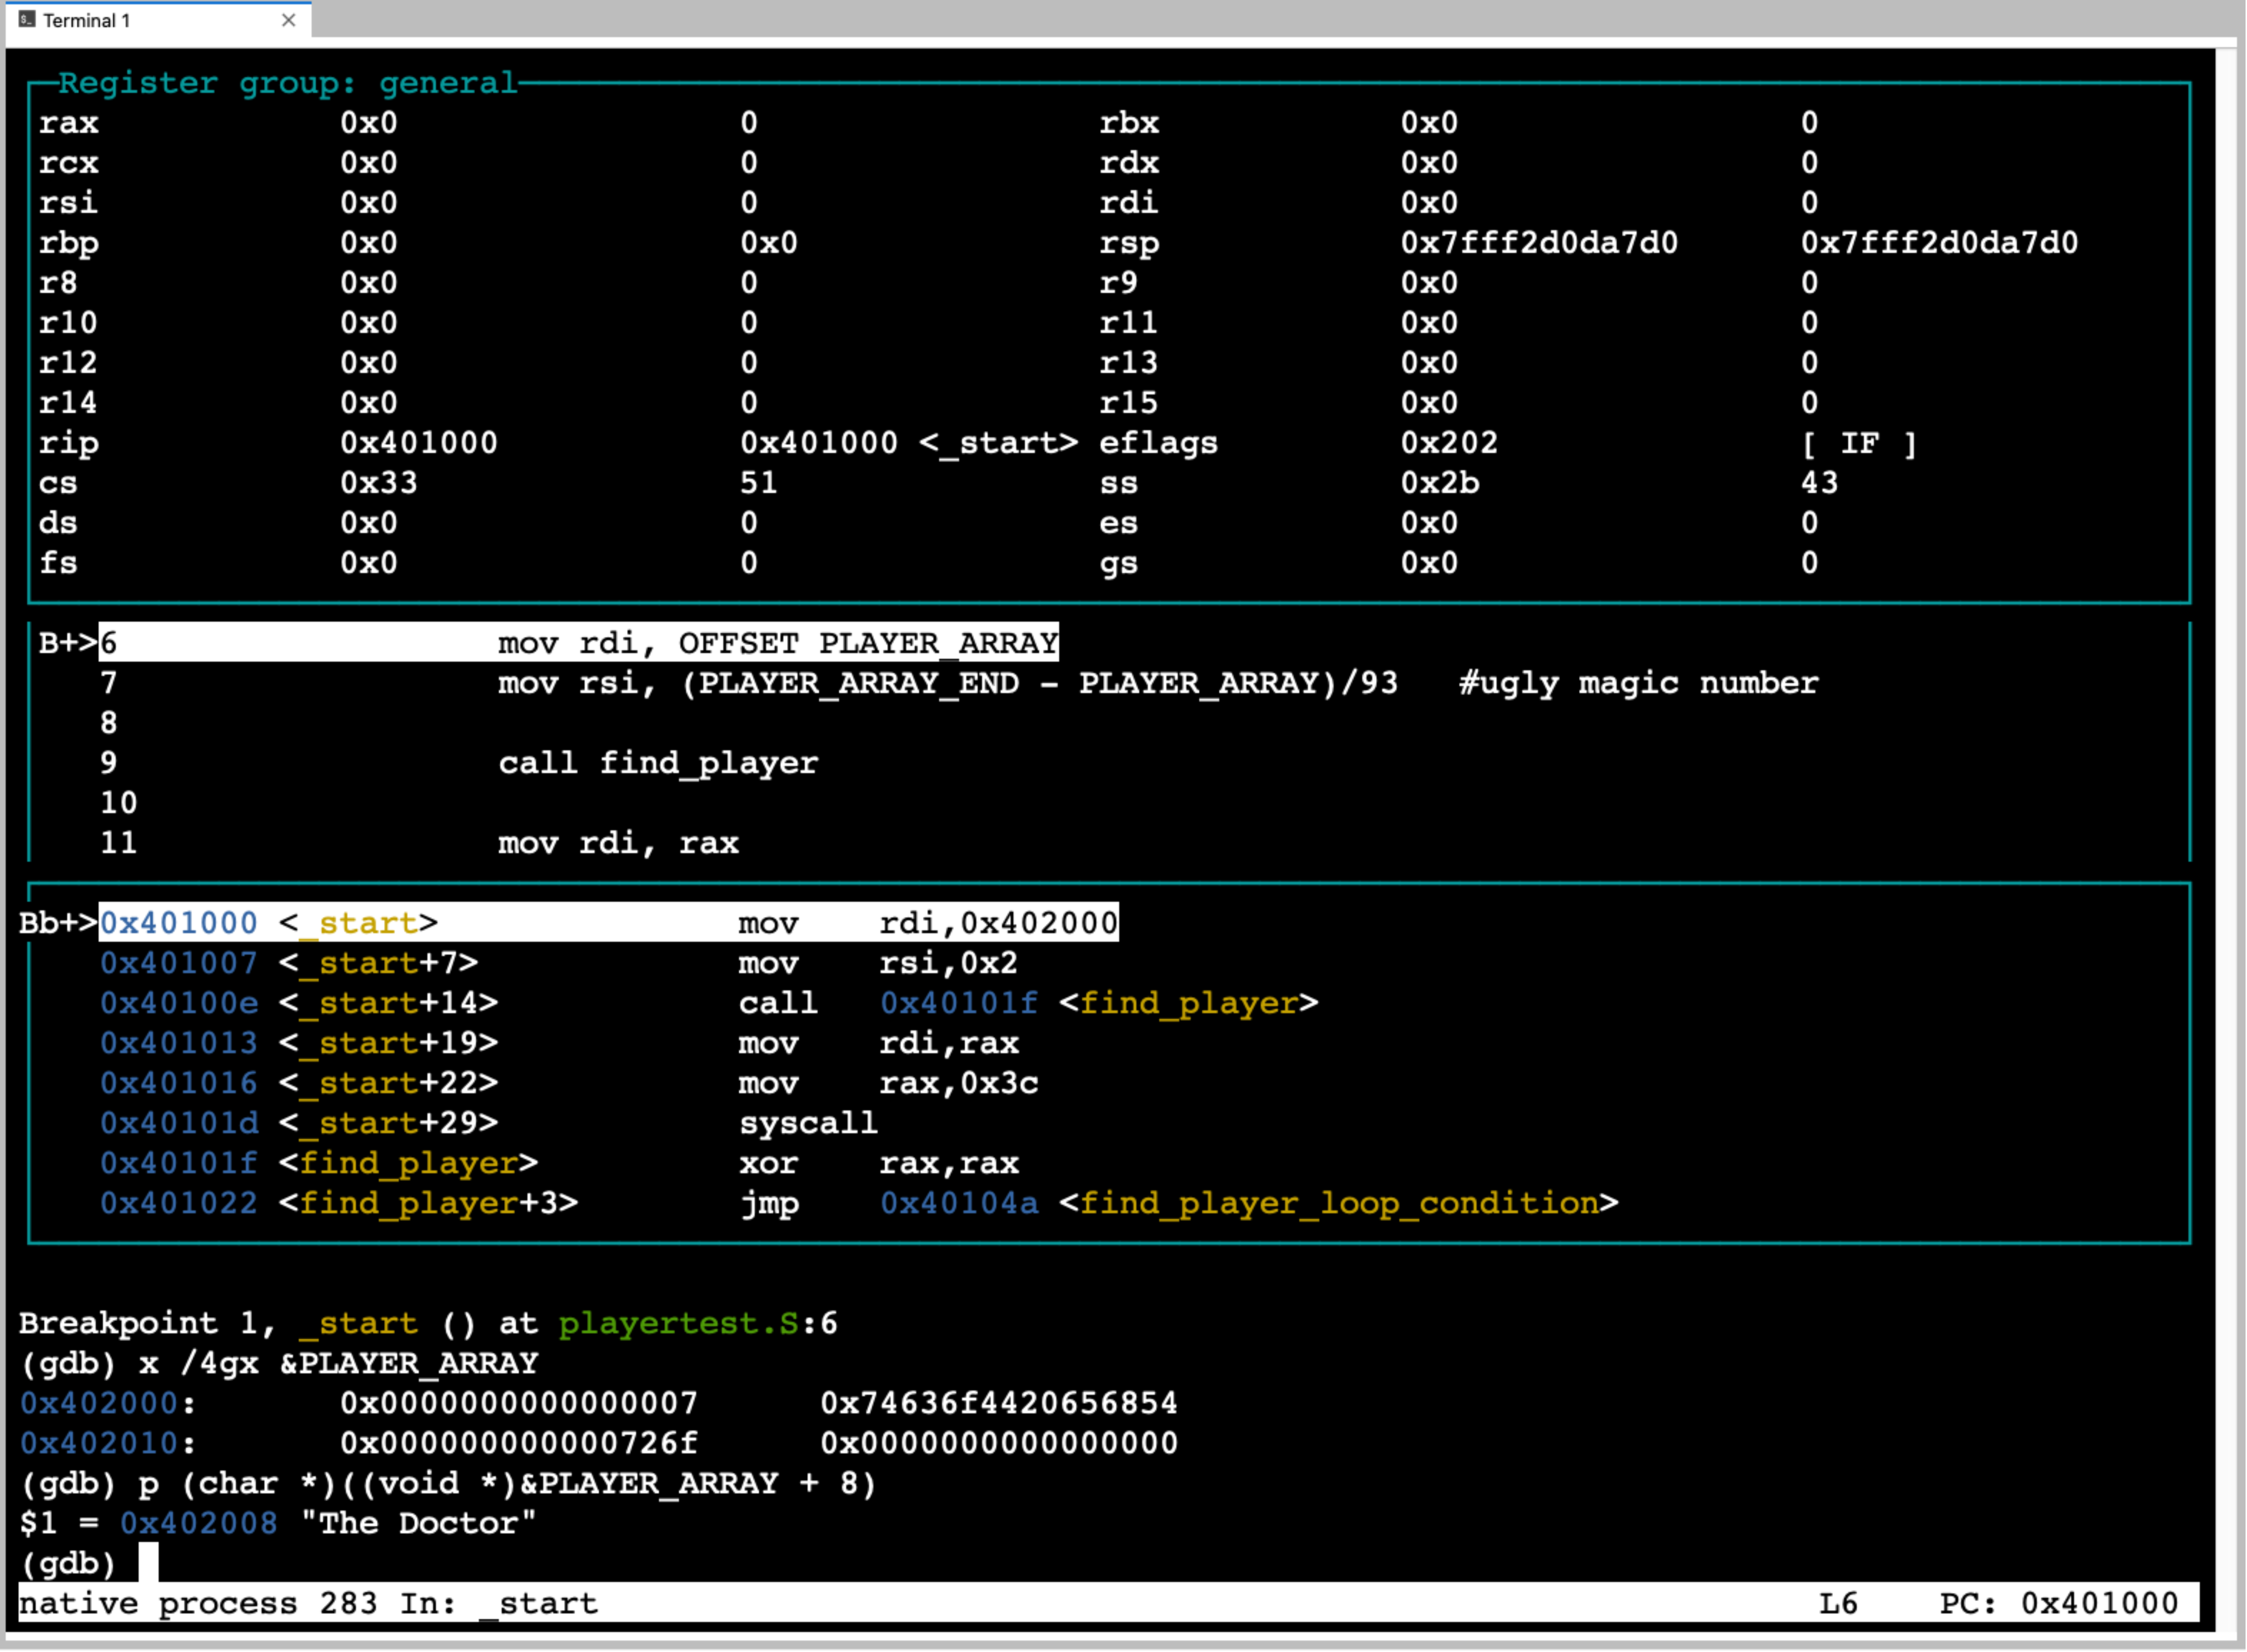 Terminal 1
Register group: general
rax 0x0 0 rbx 0x0 0
rcx 0x0 0 rdx 0x0 0
rsi 0x0 0 rdi 0x0 0
rbp 0x0 0x0 rsp 0x7fff2d0da7d0 0x7fff2d0da7d0
r8 0x0 0 r9 0x0 0
r10 0x0 0 r11 0x0 0
r12 0x0 0 r13 0x0 0
r14 0x0 0 r15 0x0 0
rip 0x401000 0x401000 <_start> eflags 0x202 [ IF ]
cs 0x33 51 ss 0x2b 43
ds 0x0 0 es 0x0 0
fs 0x0 0 gs 0x0 0
B+>6 mov rdi, OFFSET PLAYER_ARRAY
7 mov rsi, (PLAYER_ARRAY_END - PLAYER_ARRAY)/93 #ugly magic number
8
9 call find_player
10
11 mov rdi, rax
Bb+>0x401000 <_start> mov rdi,0x402000
0x401007 <_start+7> mov rsi,0x2
0x40100e <_start+14> call 0x40101f <find_player>
0x401013 <_start+19> mov rdi,rax
0x401016 <_start+22> mov rax,0x3c
0x40101d <_start+29> syscall
0x40101f <find_player> xor rax,rax
0x401022 <find_player+3> jmp 0x40104a <find_player_loop_condition>
Breakpoint 1, _start () at playertest.S:6
(gdb) x /4gx &PLAYER_ARRAY
0x402000: 0x0000000000000007 0x74636f4420656854
0x402010: 0x000000000000726f 0x0000000000000000
(gdb) p (char *)((void *)&PLAYER_ARRAY + 8)
$1 = 0x402008 "The Doctor"
(gdb)
native process 283 In: _start L6 PC: 0x401000